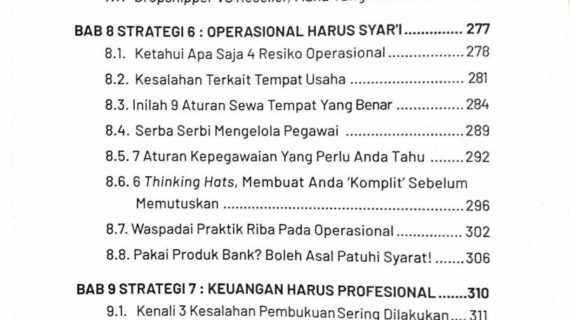 Dropshipper VS Reseller,
BAB 8 STRATEGI 6 : OPERASIONAL HARUS SYAR'I .............. 277
8.1. Ketahui Apa Saja 4 Resiko Operasional ................. 278
8.2. Kesalahan Terkait Tempat Usaha ....................... 281
8.3. Inilah 9 Aturan Sewa Tempat Yang Benar ............... 284
8.4. Serba Serbi Mengelola Pegawai ....................... 289
8.5. 7 Aturan Kepegawaian Yang Perlu Anda Tahu ........ 292
8.6. 6 Thinking Hats, Membuat Anda 'Komplit' Sebelum
Memutuskan ............................................. 296
8.7. Waspadai Praktik Riba Pada Operasional ............. 302
8.8. Pakai Produk Bank? Boleh Asal Patuhi Syarat! ....... 306
BAB 9 STRATEGI 7 : KEUANGAN HARUS PROFESIONAL ....... 310
9.1. Kenali 3 Kesalahan Pembukuan Sering Dilakukan .... 311